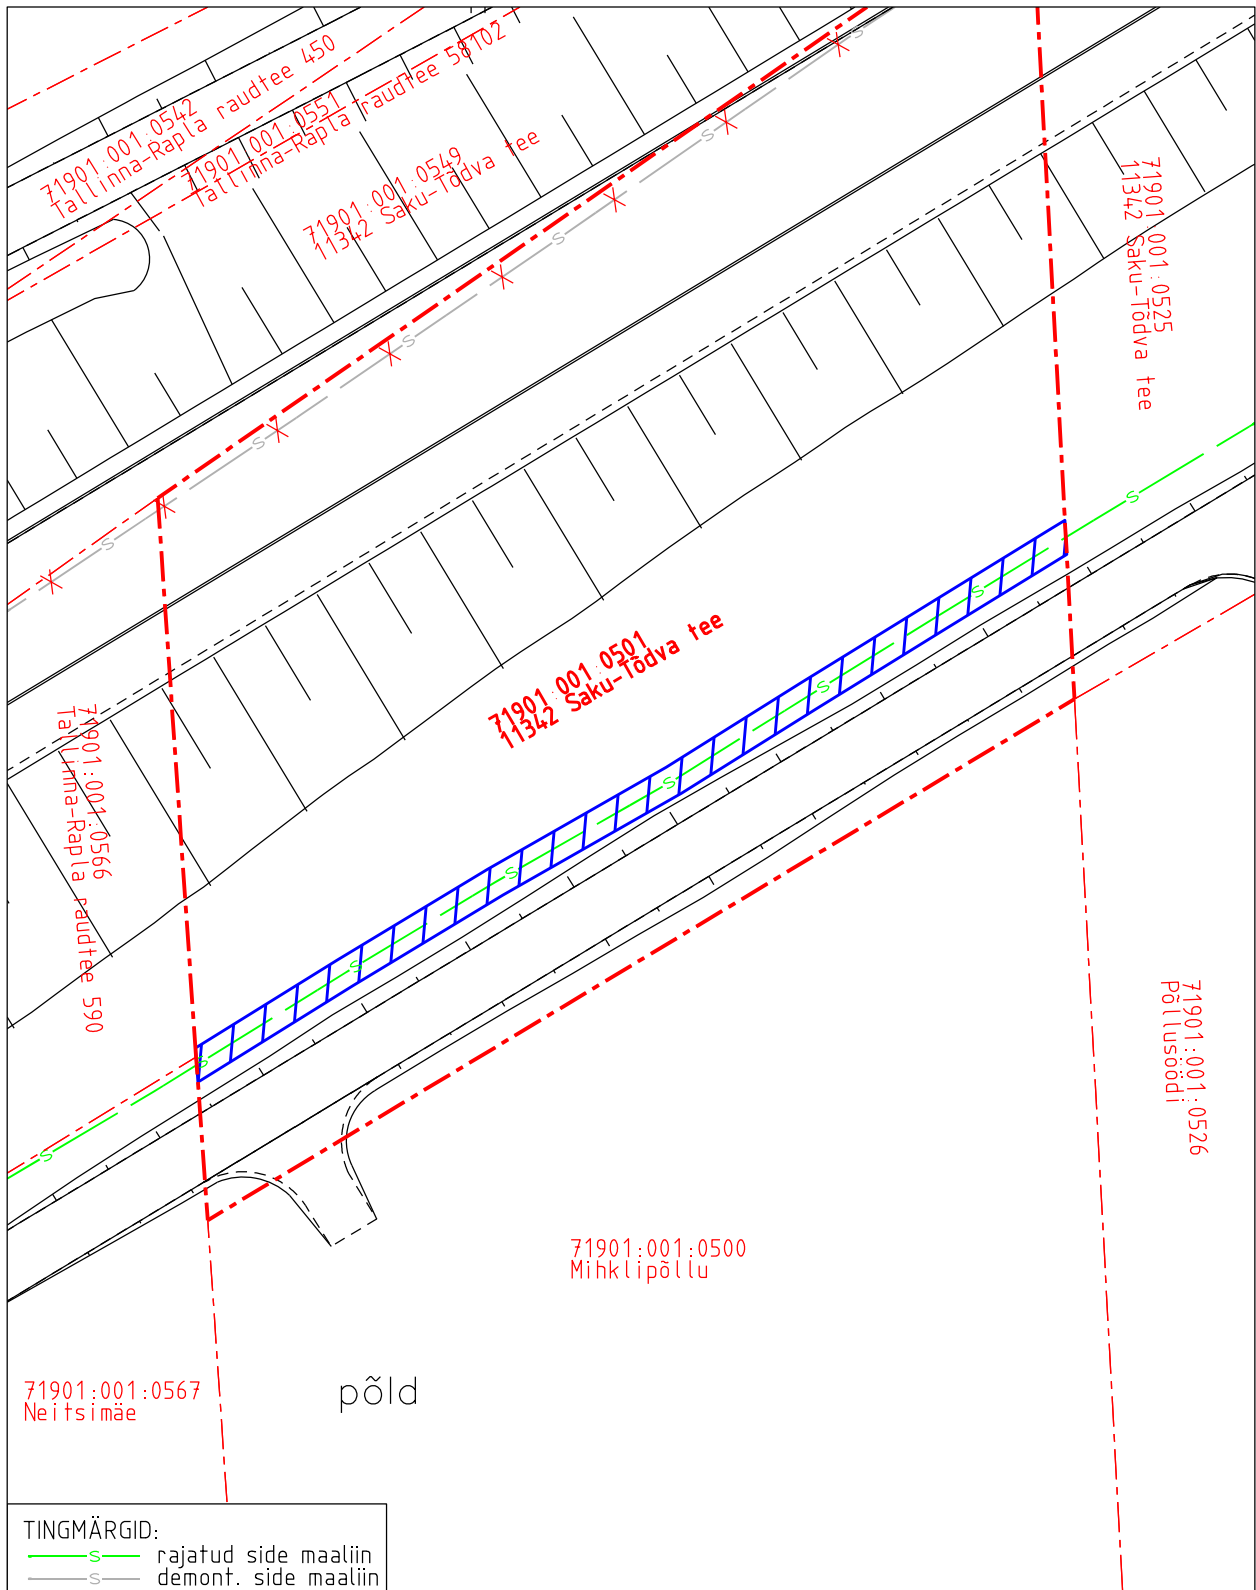 71901:001:0542
Tallinna-Rapla raudtee 450
71901:001:0551
Tallinna-Rapla raudtee 58102
71901:001:0549
11342 Saku-Tõdva tee
71901:001:0525
11342 Saku-Tõdva tee
71901:001:0501
11342 Saku-Tõdva tee
71901:001:0566
Tallinna-Rapla raudtee 590
71901:001:0526
Põllusöödi
71901:001:0500
Mihklipõllu
71901:001:0567
Neitsimäe
põld
TINGMÄRGID:
s rajatud side maaliin
s demont. side maaliin